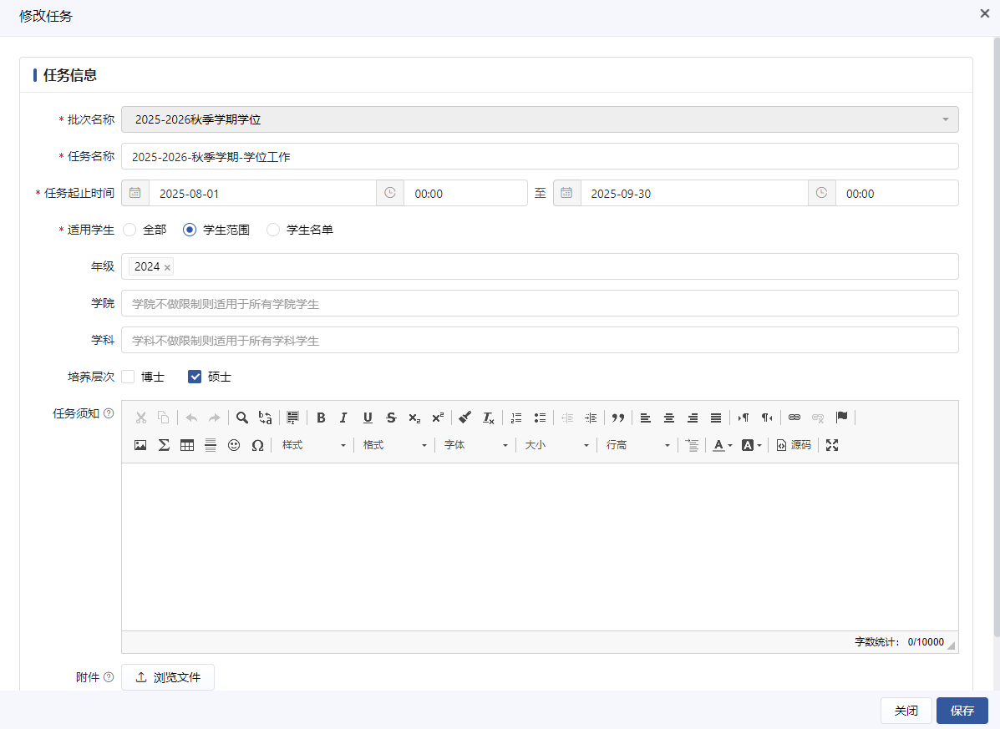 修改任务
任务信息
* 批次名称 2025-2026秋季学期学位
* 任务名称 2025-2026-秋季学期-学位工作
* 任务起止时间 2025-08-01 00:00 至 2025-09-30 00:00
* 适用学生 全部 学生范围 学生名单
年级 2024 ×
学院 学院不做限制则适用于所有学院学生
学科 学科不做限制则适用于所有学科学生
培养层次 博士 硕士
任务须知
样式 格式 字体 大小 行高 源码
字数统计： 0/10000
附件 浏览文件
关闭 保存